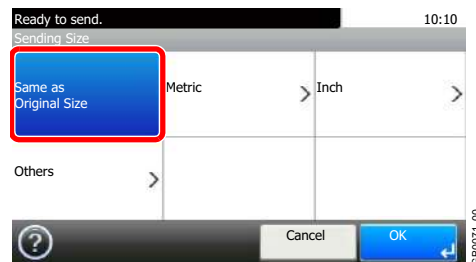 Ready to send.
10:10
Sending Size
Same as
Original Size
Metric
Inch
Others
?
Cancel
OK